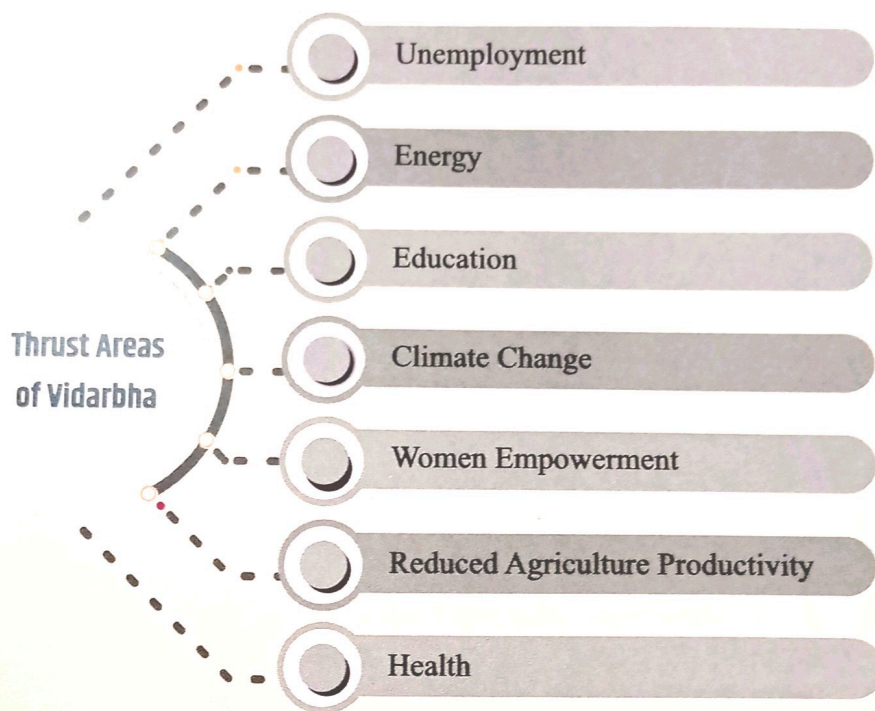 Unemployment
Energy
Education
Thrust Areas
of Vidarbha
Climate Change
Women Empowerment
Reduced Agriculture Productivity
Health